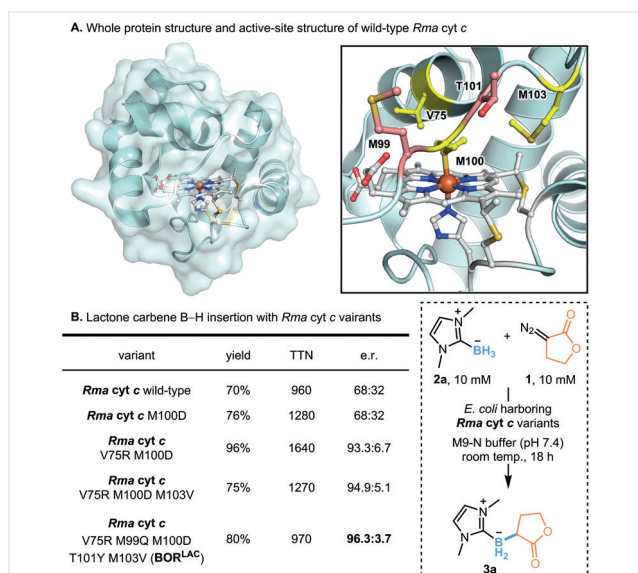 A. Whole protein structure and active-site structure of wild-type Rma cyt c
T101
M103
V75
M99
M100
B. Lactone carbene B–H insertion with Rma cyt c vairants
variant yield TTN e.r.
Rma cyt c wild-type 70% 960 68:32
Rma cyt c M100D 76% 1280 68:32
Rma cyt c
V75R M100D 96% 1640 93.3:6.7
Rma cyt c
V75R M100D M103V 75% 1270 94.9:5.1
Rma cyt c
V75R M99Q M100D 80% 970 96.3:3.7
T101Y M103V (BORLAC)
N + N – BH3
+
N2 O O
2a, 10 mM 1, 10 mM
E. coli harboring
Rma cyt c variants
M9-N buffer (pH 7.4)
room temp., 18 h
N + N – B H2 O O
3a